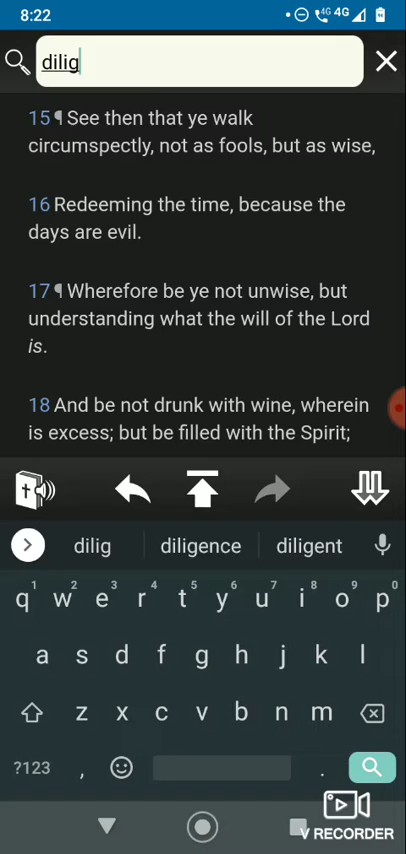 8:22
4G 4G
dilig
15 ¶ See then that ye walk
circumspectly, not as fools, but as wise,
16 Redeeming the time, because the
days are evil.
17 ¶ Wherefore be ye not unwise, but
understanding what the will of the Lord
is.
18 And be not drunk with wine, wherein
is excess; but be filled with the Spirit;
dilig diligence diligent
1 2 3 4 5 6 7 8 9 0
q w e r t y u i o p
a s d f g h j k l
z x c v b n m
?123 , .
V RECORDER